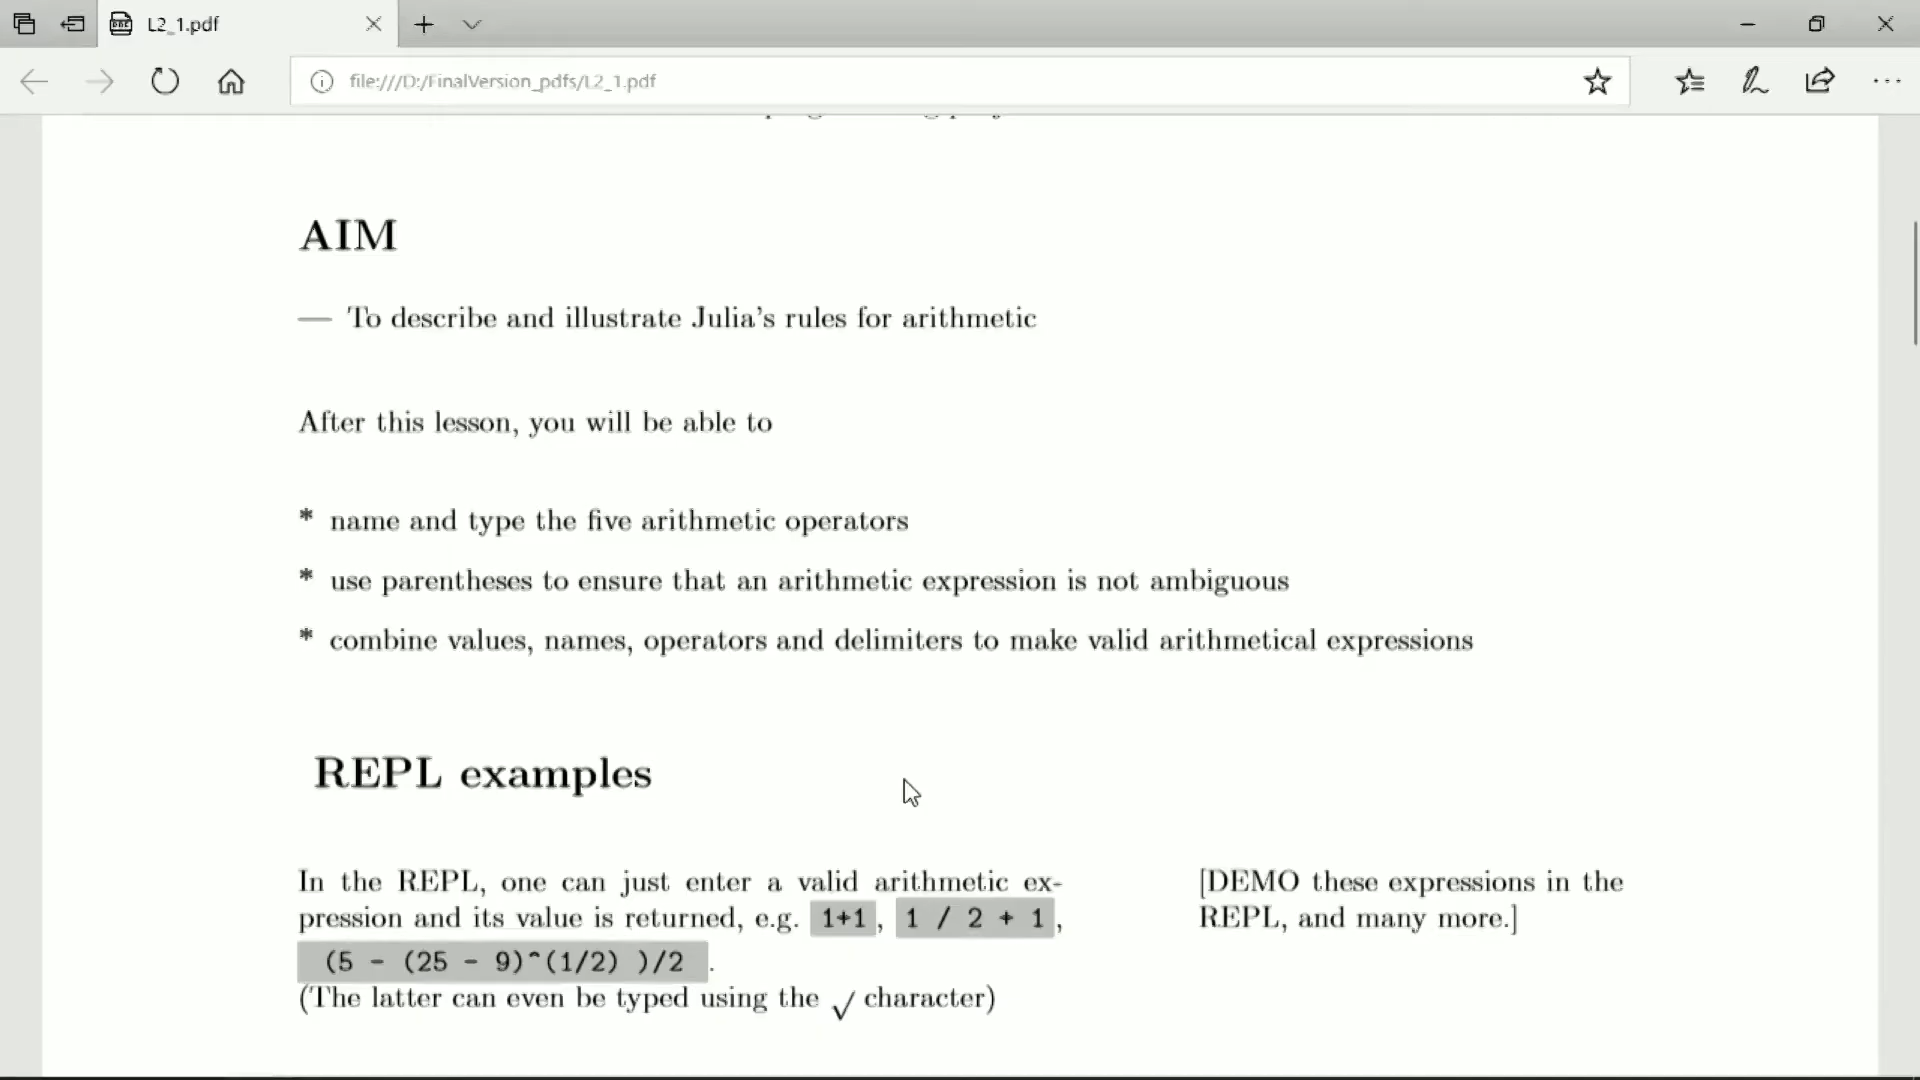 L2_1.pdf
file:///D:/FinalVersion_pdfs/L2_1.pdf
AIM
— To describe and illustrate Julia's rules for arithmetic
After this lesson, you will be able to
* name and type the five arithmetic operators
* use parentheses to ensure that an arithmetic expression is not ambiguous
* combine values, names, operators and delimiters to make valid arithmetical expressions
REPL examples
In the REPL, one can just enter a valid arithmetic ex-
pression and its value is returned, e.g. 1+1, 1 / 2 + 1,
(5 - (25 - 9)^(1/2) )/2 .
(The latter can even be typed using the √ character)
[DEMO these expressions in the
REPL, and many more.]